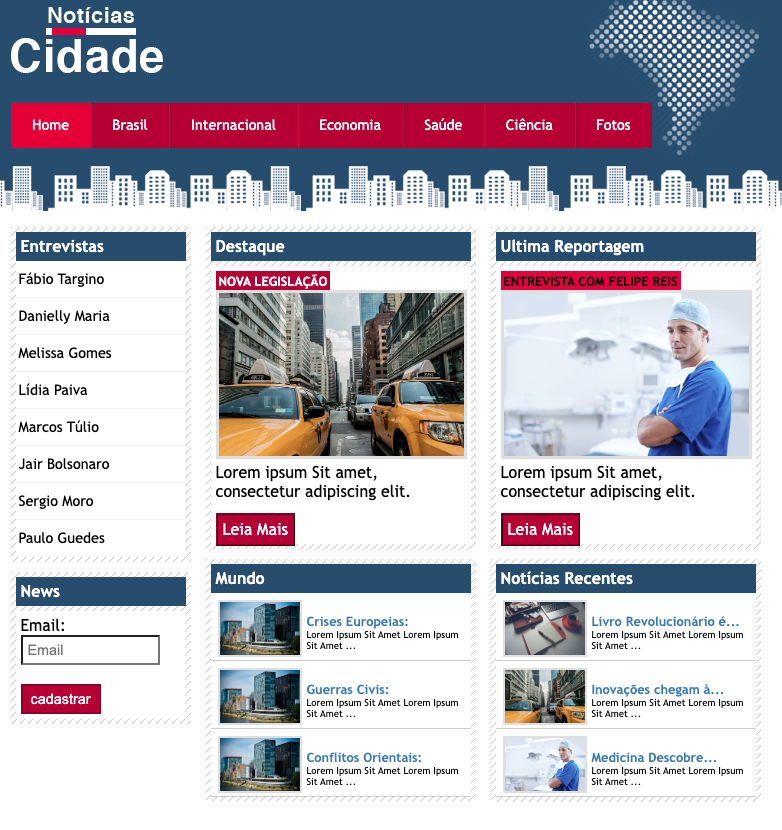 Notícias
Cidade
Home Brasil Internacional Economia Saúde Ciência Fotos
Entrevistas
Fábio Targino
Danielly Maria
Melissa Gomes
Lídia Paiva
Marcos Túlio
Jair Bolsonaro
Sergio Moro
Paulo Guedes
News
Email:
Email
cadastrar
Destaque
NOVA LEGISLAÇÃO
Lorem ipsum Sit amet,
consectetur adipiscing elit.
Leia Mais
Ultima Reportagem
ENTREVISTA COM FELIPE REIS
Lorem ipsum Sit amet,
consectetur adipiscing elit.
Leia Mais
Mundo
Crises Europeias:
Lorem Ipsum Sit Amet Lorem Ipsum
Sit Amet ...
Guerras Civis:
Lorem Ipsum Sit Amet Lorem Ipsum
Sit Amet ...
Conflitos Orientais:
Lorem Ipsum Sit Amet Lorem Ipsum
Sit Amet ...
Notícias Recentes
Livro Revolucionário é...
Lorem Ipsum Sit Amet Lorem Ipsum
Sit Amet ...
Inovações chegam à...
Lorem Ipsum Sit Amet Lorem Ipsum
Sit Amet ...
Medicina Descobre...
Lorem Ipsum Sit Amet Lorem Ipsum
Sit Amet ...